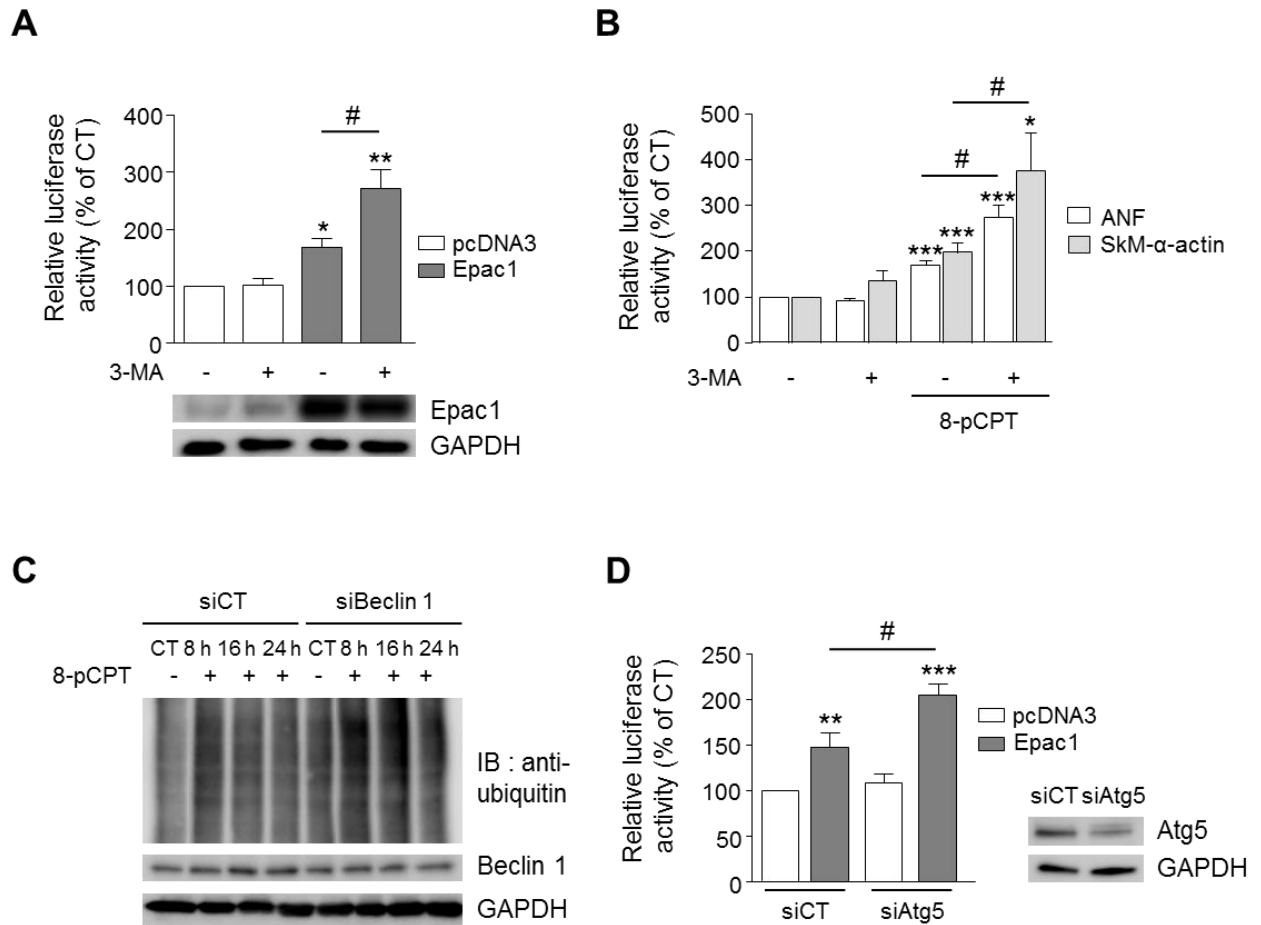 A
Relative luciferase
activity (% of CT)
400
300
200
100
0
#
*
**
pcDNA3
Epac1
3-MA - + - +
Epac1
GAPDH
B
Relative luciferase
activity (% of CT)
500
400
300
200
100
0
#
#
*
***
***
***
ANF
SkM-α-actin
3-MA - + - +
8-pCPT
C
siCT siBeclin 1
CT 8 h 16 h 24 h CT 8 h 16 h 24 h
8-pCPT - + + + - + + +
IB : anti-
ubiquitin
Beclin 1
GAPDH
D
Relative luciferase
activity (% of CT)
250
200
150
100
50
0
#
**
***
pcDNA3
Epac1
siCT siAtg5
siCT siAtg5
Atg5
GAPDH